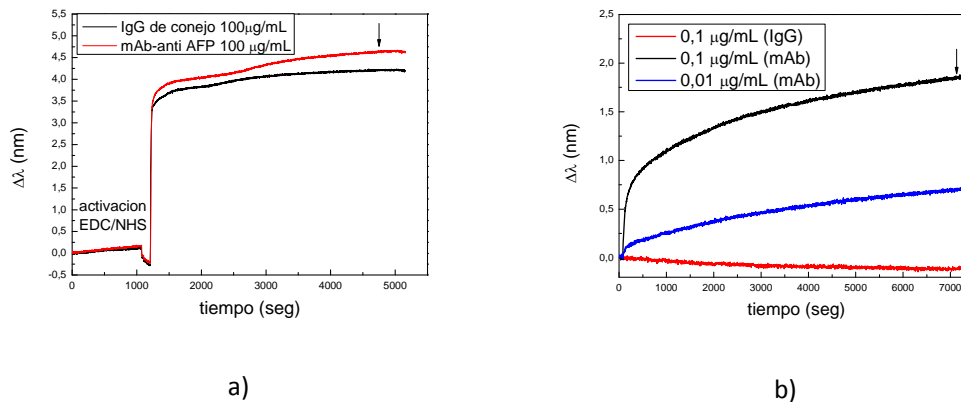 IgG de conejo 100μg/mL
mAb-anti AFP 100 μg/mL
5,5
5,0
4,5
4,0
3,5
3,0
2,5
2,0
1,5
1,0
0,5
0,0
-0,5
Δλ (nm)
activacion
EDC/NHS
0 1000 2000 3000 4000 5000
tiempo (seg)
a)
0,1 μg/mL (IgG)
0,1 μg/mL (mAb)
0,01 μg/mL (mAb)
2,0
1,5
1,0
0,5
0,0
Δλ (nm)
0 1000 2000 3000 4000 5000 6000 7000
tiempo (seg)
b)